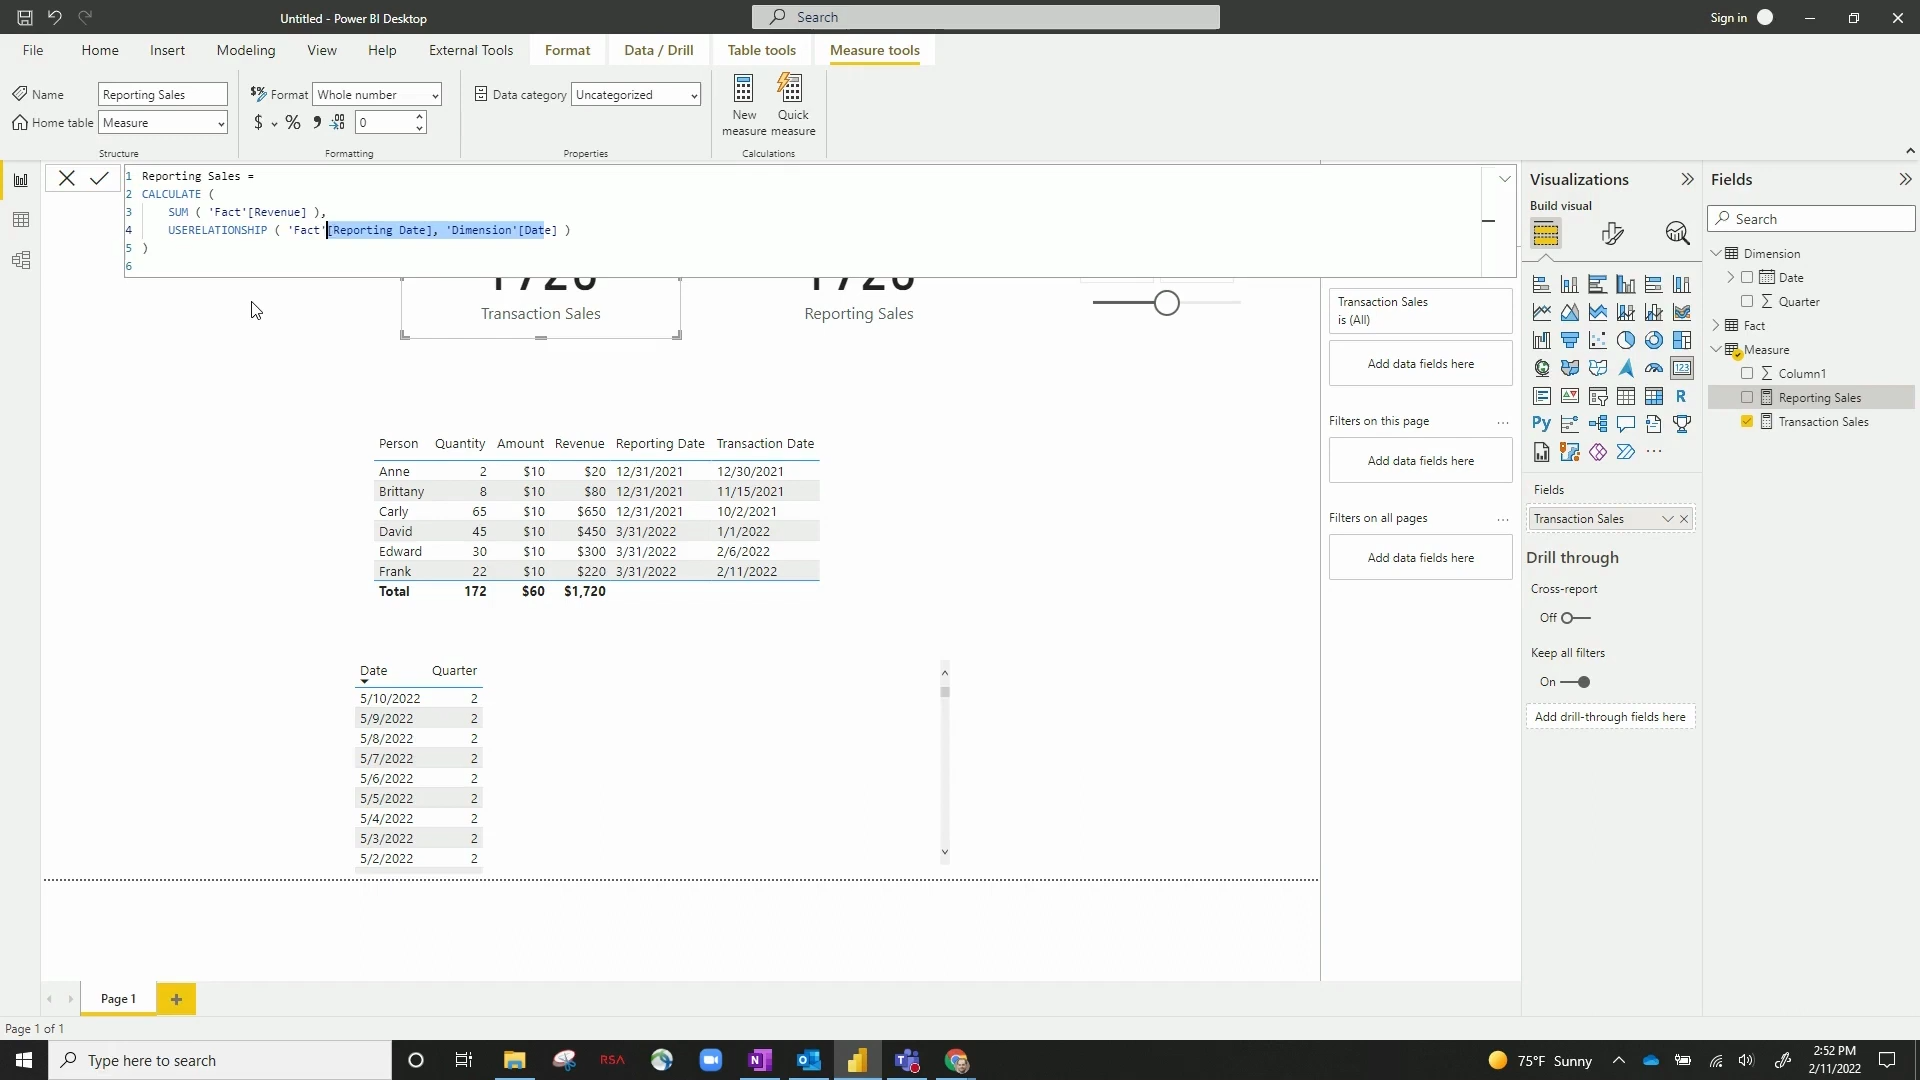 Untitled - Power BI Desktop
Search
Sign in
File
Home
Insert
Modeling
View
Help
External Tools
Format
Data / Drill
Table tools
Measure tools
Name
Reporting Sales
Home table
Measure
Structure
$% Format
Whole number
$ % 9 .00
0
Formatting
Data category
Uncategorized
Properties
New measure
Quick measure
Calculations
1 Reporting Sales =
2 CALCULATE (
3 SUM ( 'Fact'[Revenue] ),
4 USERELATIONSHIP ( 'Fact'[Reporting Date], 'Dimension'[Date] )
5 )
6
1720
Transaction Sales
1720
Reporting Sales
Person Quantity Amount Revenue Reporting Date Transaction Date
Anne 2 $10 $20 12/31/2021 12/30/2021
Brittany 8 $10 $80 12/31/2021 11/15/2021
Carly 65 $10 $650 12/31/2021 10/2/2021
David 45 $10 $450 3/31/2022 1/1/2022
Edward 30 $10 $300 3/31/2022 2/6/2022
Frank 22 $10 $220 3/31/2022 2/11/2022
Total 172 $60 $1,720
Date Quarter
5/10/2022 2
5/9/2022 2
5/8/2022 2
5/7/2022 2
5/6/2022 2
5/5/2022 2
5/4/2022 2
5/3/2022 2
5/2/2022 2
Transaction Sales
is (All)
Add data fields here
Filters on this page ...
Add data fields here
Filters on all pages ...
Add data fields here
Visualizations
Build visual
123
R
Py
...
Fields
Transaction Sales
Drill through
Cross-report
Off
Keep all filters
On
Add drill-through fields here
Fields
Search
Dimension
Date
Quarter
Fact
Measure
Column1
Reporting Sales
Transaction Sales
Page 1
+
Page 1 of 1
Type here to search
RSA
75°F Sunny
2:52 PM
2/11/2022